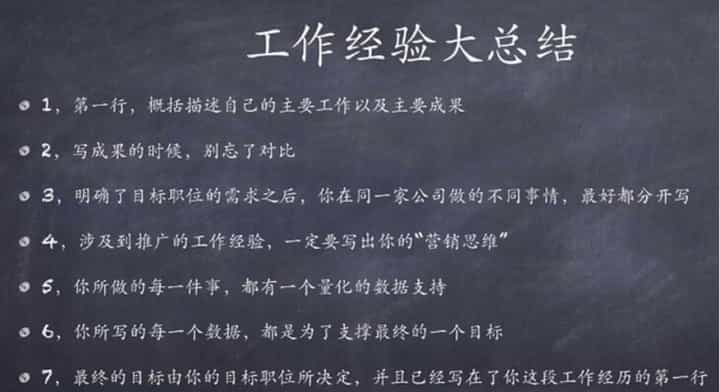 工作经验大总结
1，第一行，概括描述自己的主要工作以及主要成果
2，写成果的时候，别忘了对比
3，明确了目标职位的需求之后，你在同一家公司做的不同事情，最好都分开写
4，涉及到推广的工作经验，一定要写出你的“营销思维”
5，你所做的每一件事，都有一个量化的数据支持
6，你所写的每一个数据，都是为了支撑最终的一个目标
7，最终的目标由你的目标职位所决定，并且已经写在了你这段工作经历的第一行